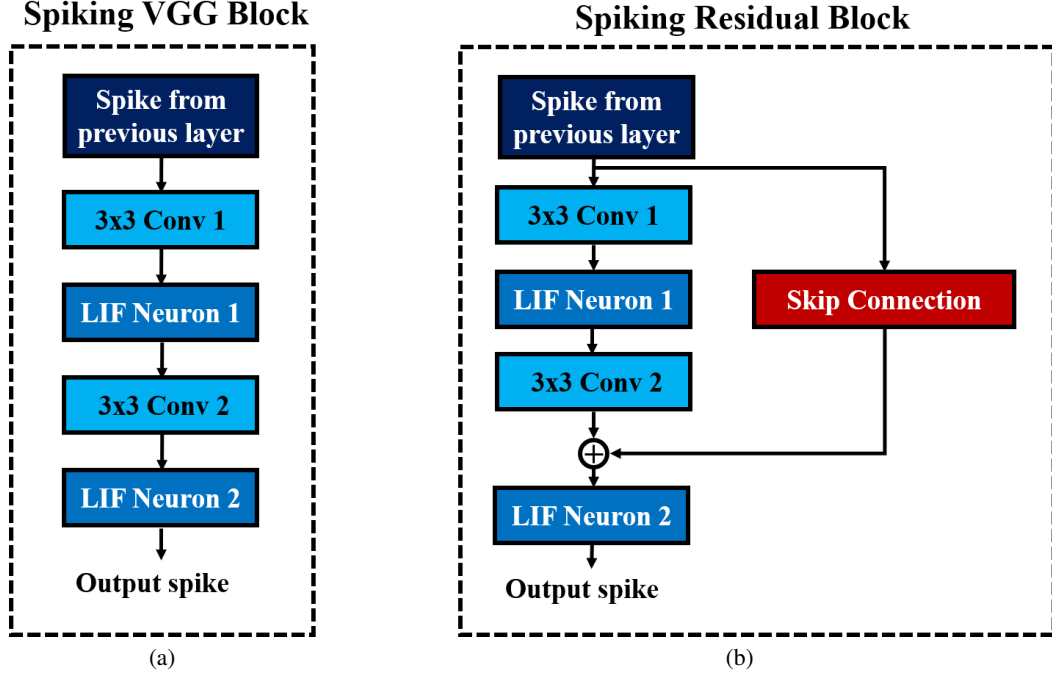 Spiking VGG Block
Spike from
previous layer
3x3 Conv 1
LIF Neuron 1
3x3 Conv 2
LIF Neuron 2
Output spike
(a)
Spiking Residual Block
Spike from
previous layer
3x3 Conv 1
LIF Neuron 1
Skip Connection
3x3 Conv 2
LIF Neuron 2
Output spike
(b)